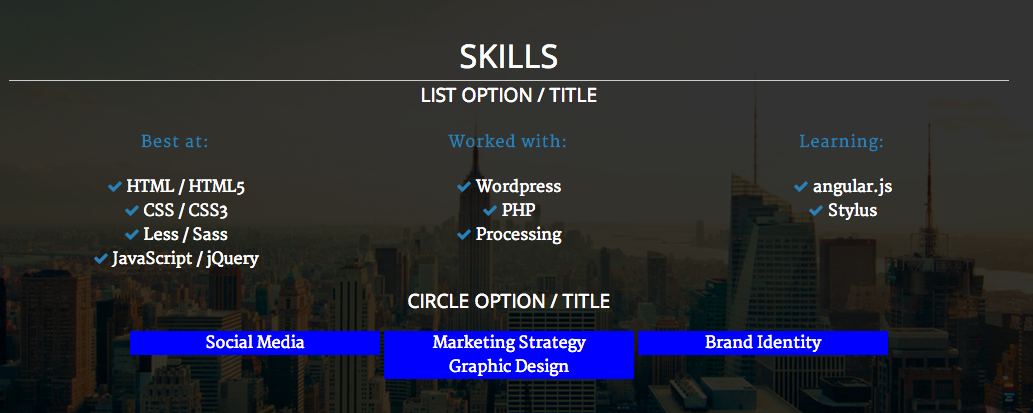 SKILLS
LIST OPTION / TITLE
Best at:
HTML / HTML5
CSS / CSS3
Less / Sass
JavaScript / jQuery
Worked with:
Wordpress
PHP
Processing
Learning:
angular.js
Stylus
CIRCLE OPTION / TITLE
Social Media
Marketing Strategy
Graphic Design
Brand Identity